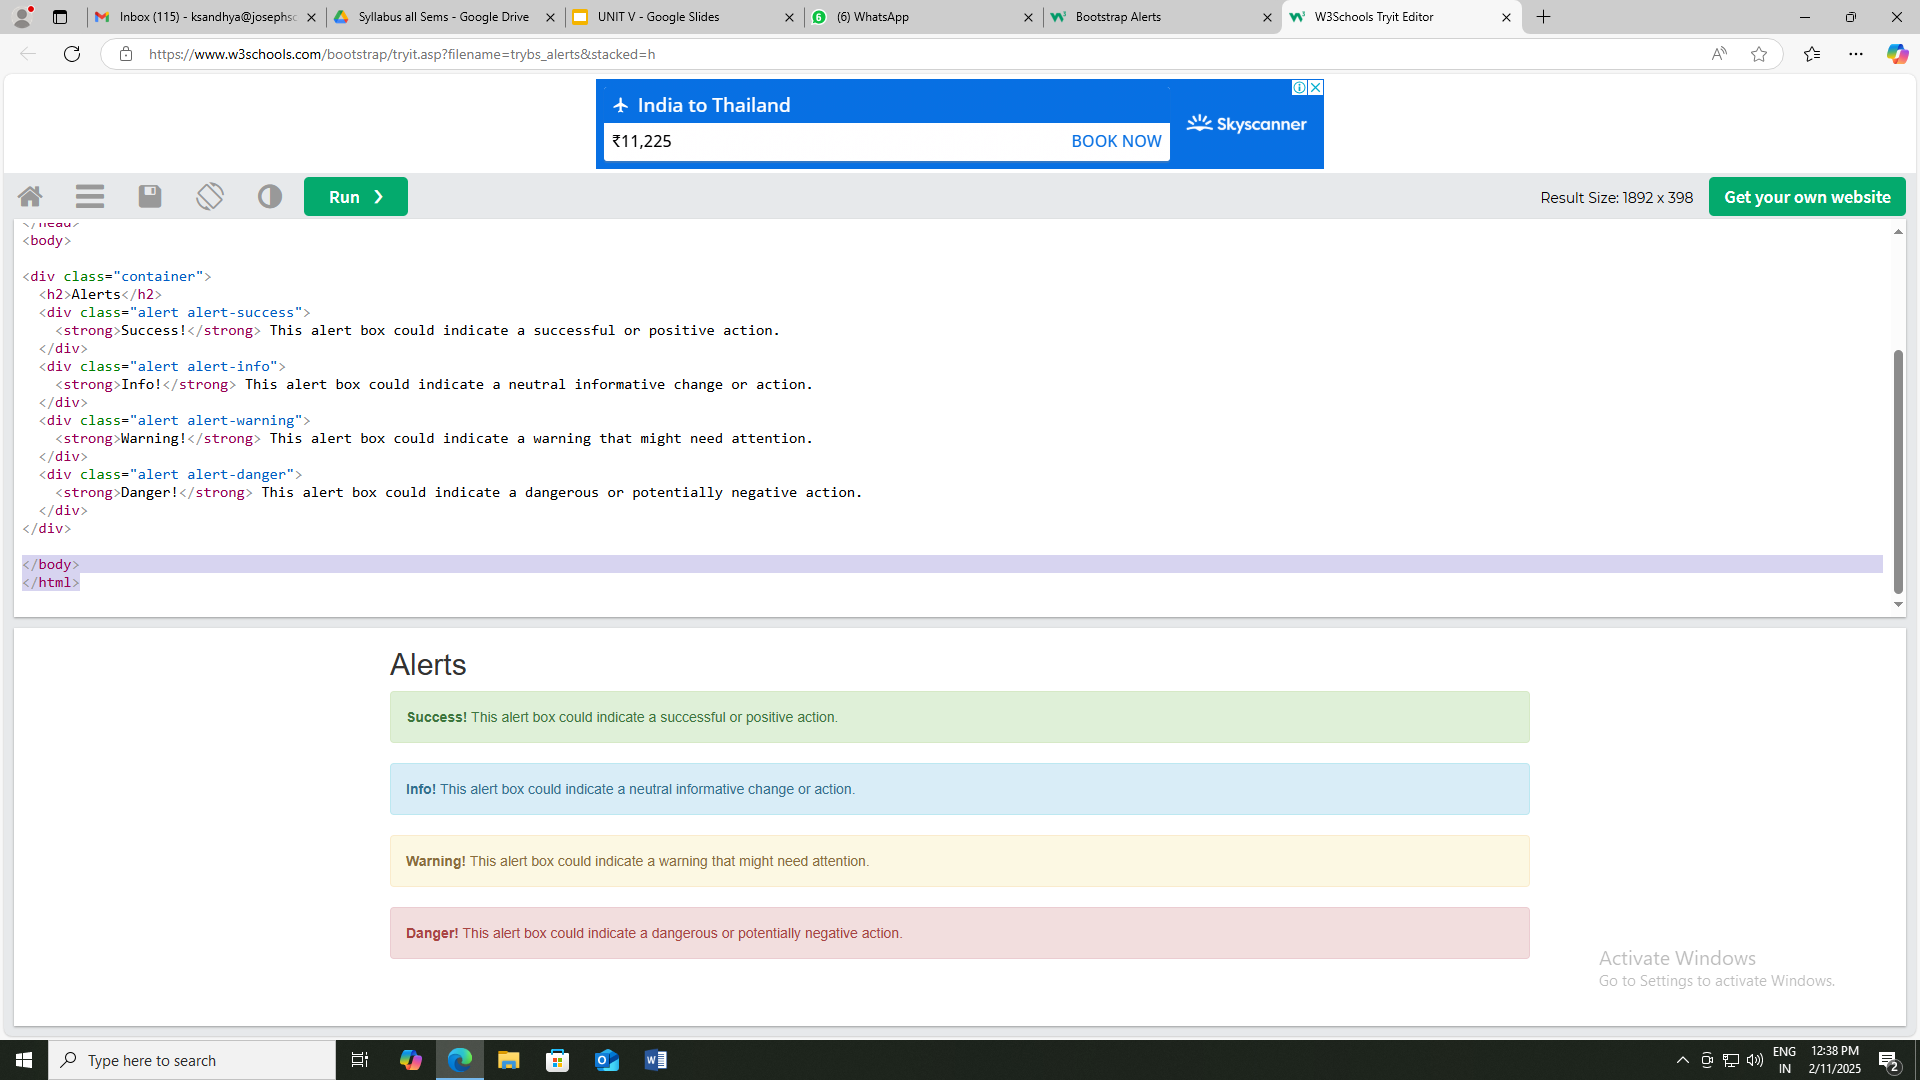 Inbox (115) - ksandhya@josephsc
Syllabus all Sems - Google Drive
UNIT V - Google Slides
6
(6) WhatsApp
Bootstrap Alerts
W3Schools Tryit Editor
https://www.w3schools.com/bootstrap/tryit.asp?filename=trybs_alerts&stacked=h
India to Thailand
₹11,225
BOOK NOW
Skyscanner
Run ❯
Result Size: 1892 x 398
Get your own website
</head>
<body>
<div class="container">
<h2>Alerts</h2>
<div class="alert alert-success">
<strong>Success!</strong> This alert box could indicate a successful or positive action.
</div>
<div class="alert alert-info">
<strong>Info!</strong> This alert box could indicate a neutral informative change or action.
</div>
<div class="alert alert-warning">
<strong>Warning!</strong> This alert box could indicate a warning that might need attention.
</div>
<div class="alert alert-danger">
<strong>Danger!</strong> This alert box could indicate a dangerous or potentially negative action.
</div>
</div>
</body>
</html>
Alerts
Success! This alert box could indicate a successful or positive action.
Info! This alert box could indicate a neutral informative change or action.
Warning! This alert box could indicate a warning that might need attention.
Danger! This alert box could indicate a dangerous or potentially negative action.
Activate Windows
Go to Settings to activate Windows.
Type here to search
ENG
IN
12:38 PM
2/11/2025
2